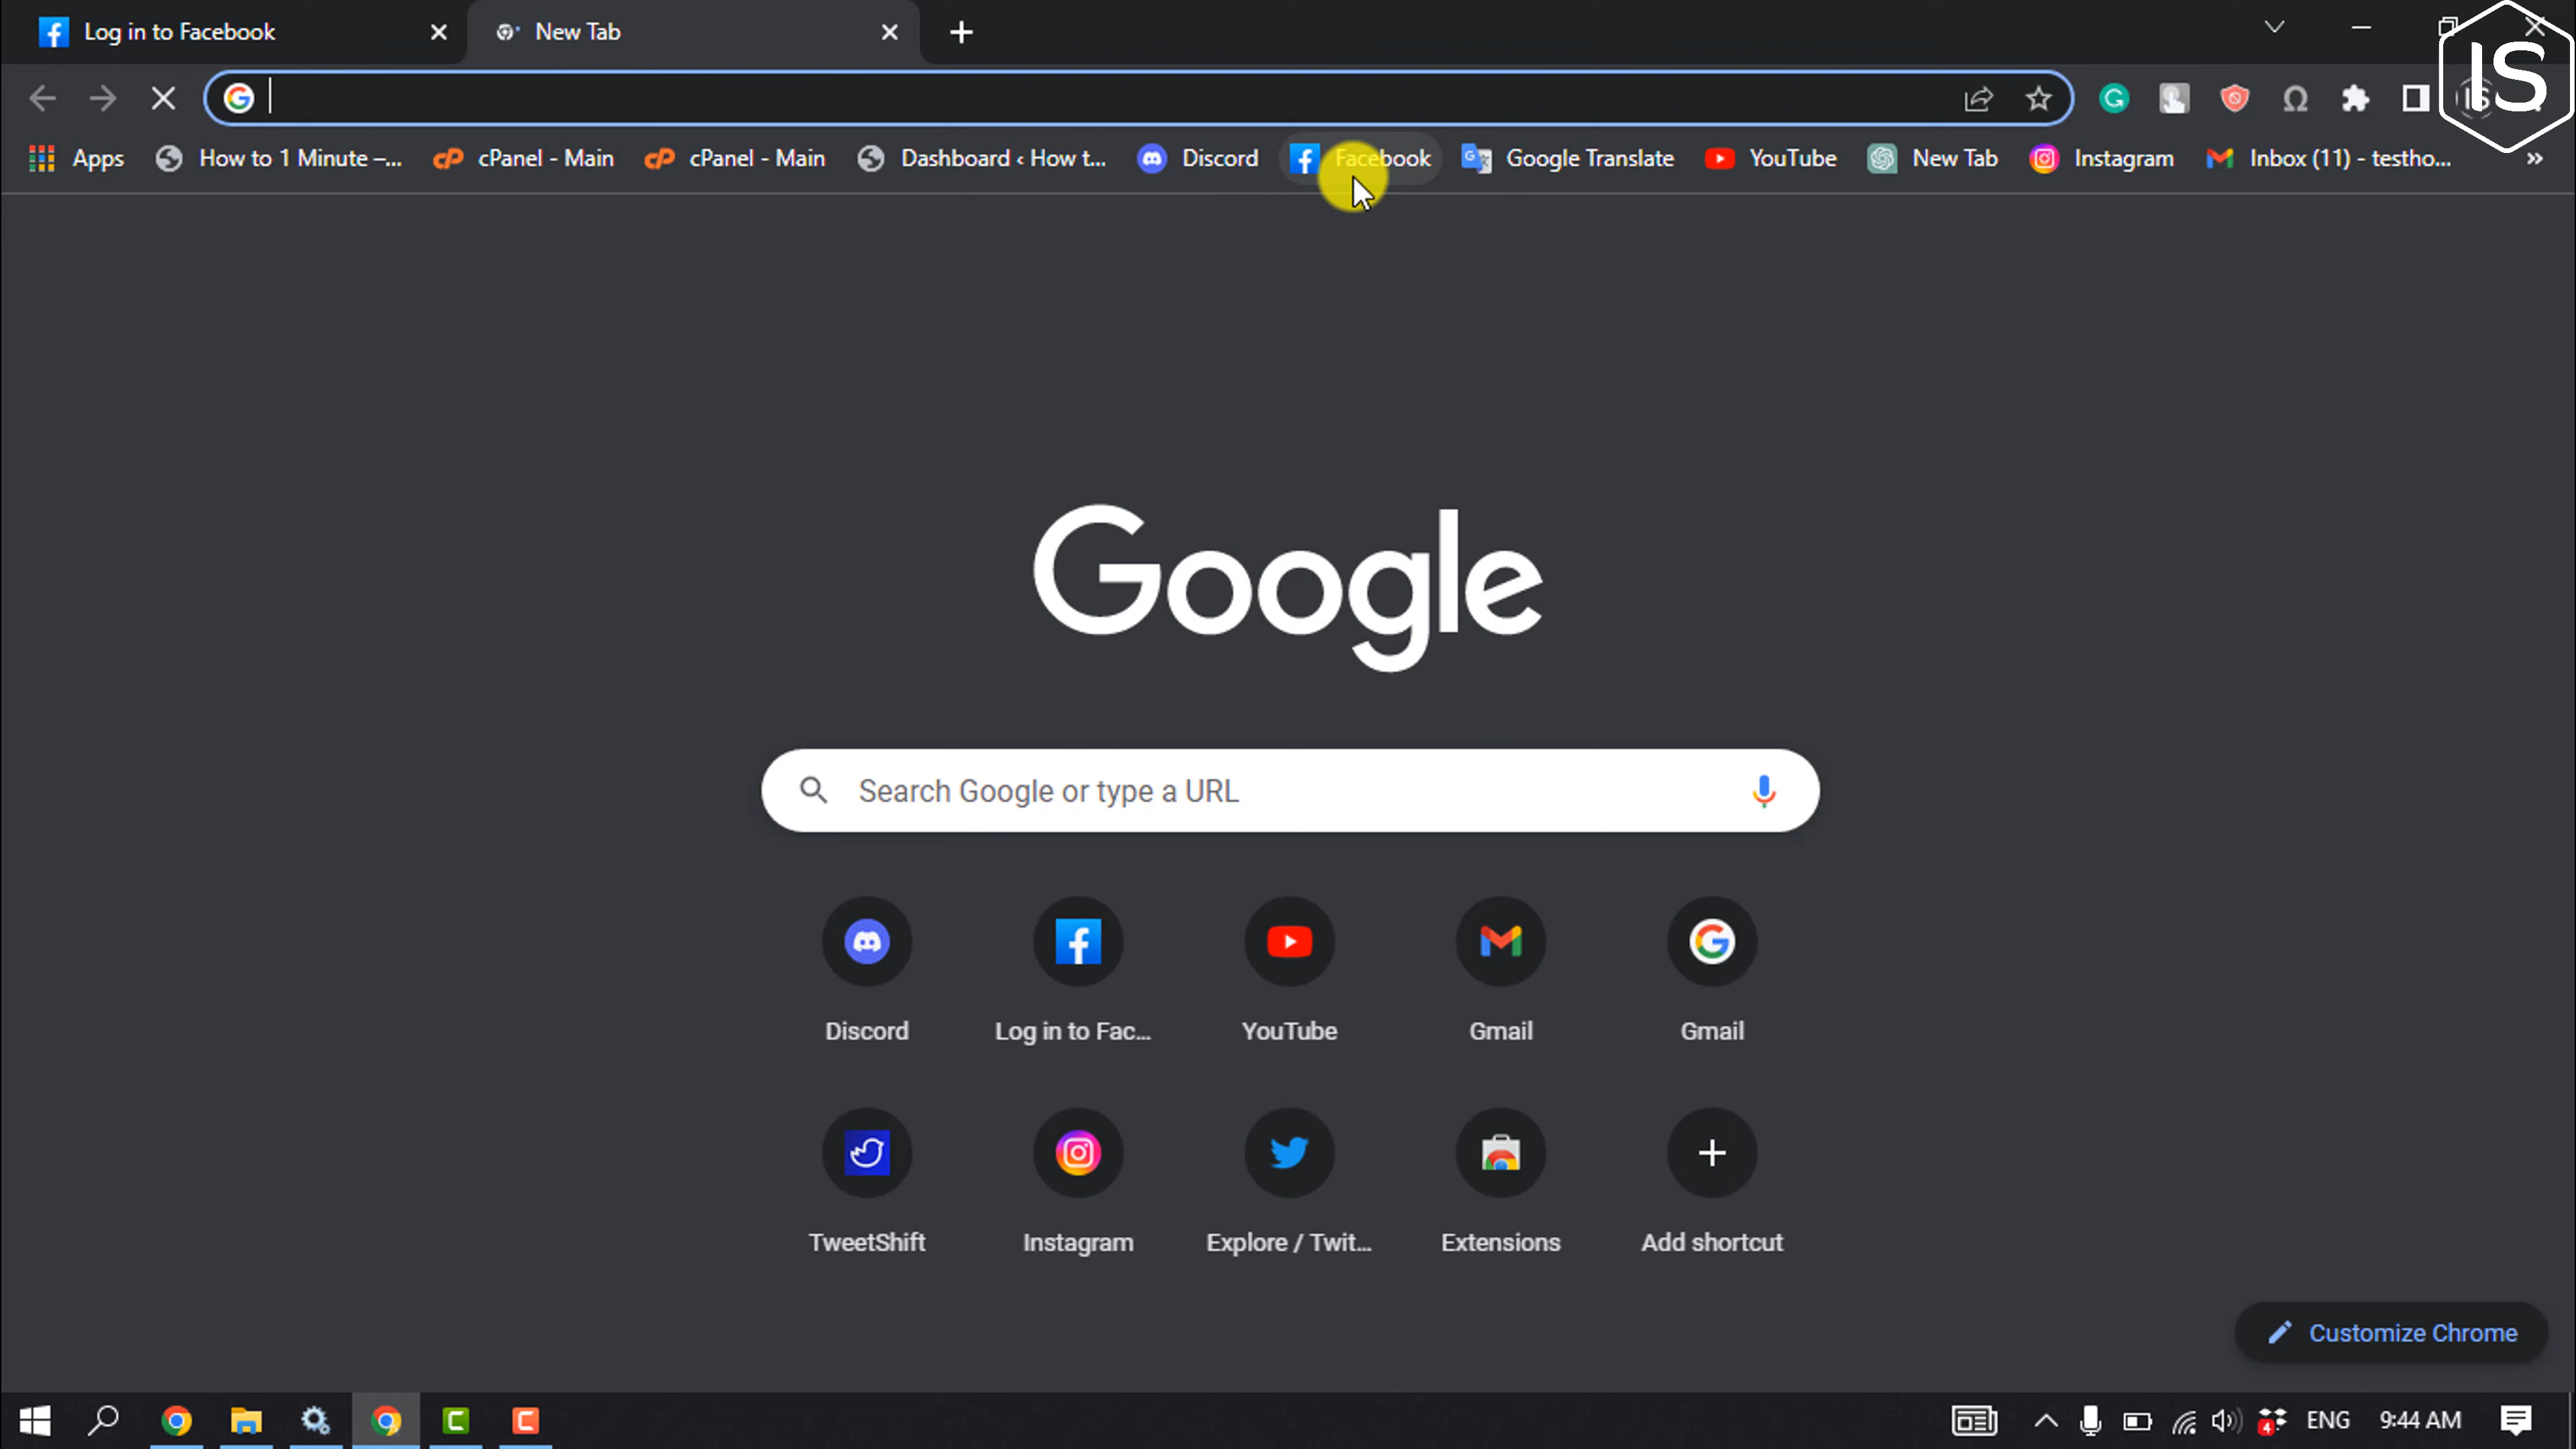 Log in to Facebook
New Tab
IS
Apps
How to 1 Minute –...
cPanel - Main
cPanel - Main
Dashboard ‹ How t...
Discord
Facebook
Google Translate
YouTube
New Tab
Instagram
Inbox (11) - testho...
»
Google
Search Google or type a URL
Discord
Log in to Fac...
YouTube
Gmail
Gmail
TweetShift
Instagram
Explore / Twit...
Extensions
Add shortcut
Customize Chrome
4
ENG
9:44 AM